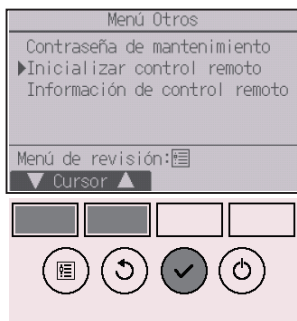 Menú Otros
Contraseña de mantenimiento
▶Inicializar control remoto
Información de control remoto
Menú de revisión:
▼ Cursor ▲